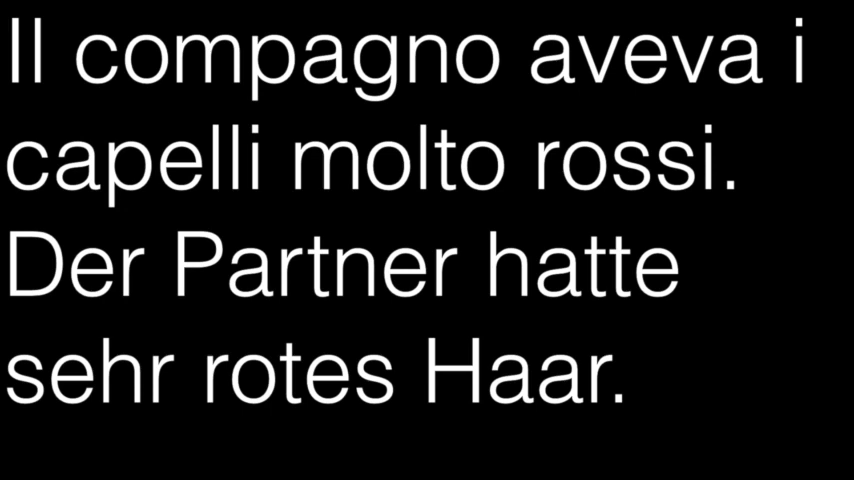 Il compagno aveva i
capelli molto rossi.
Der Partner hatte
sehr rotes Haar.